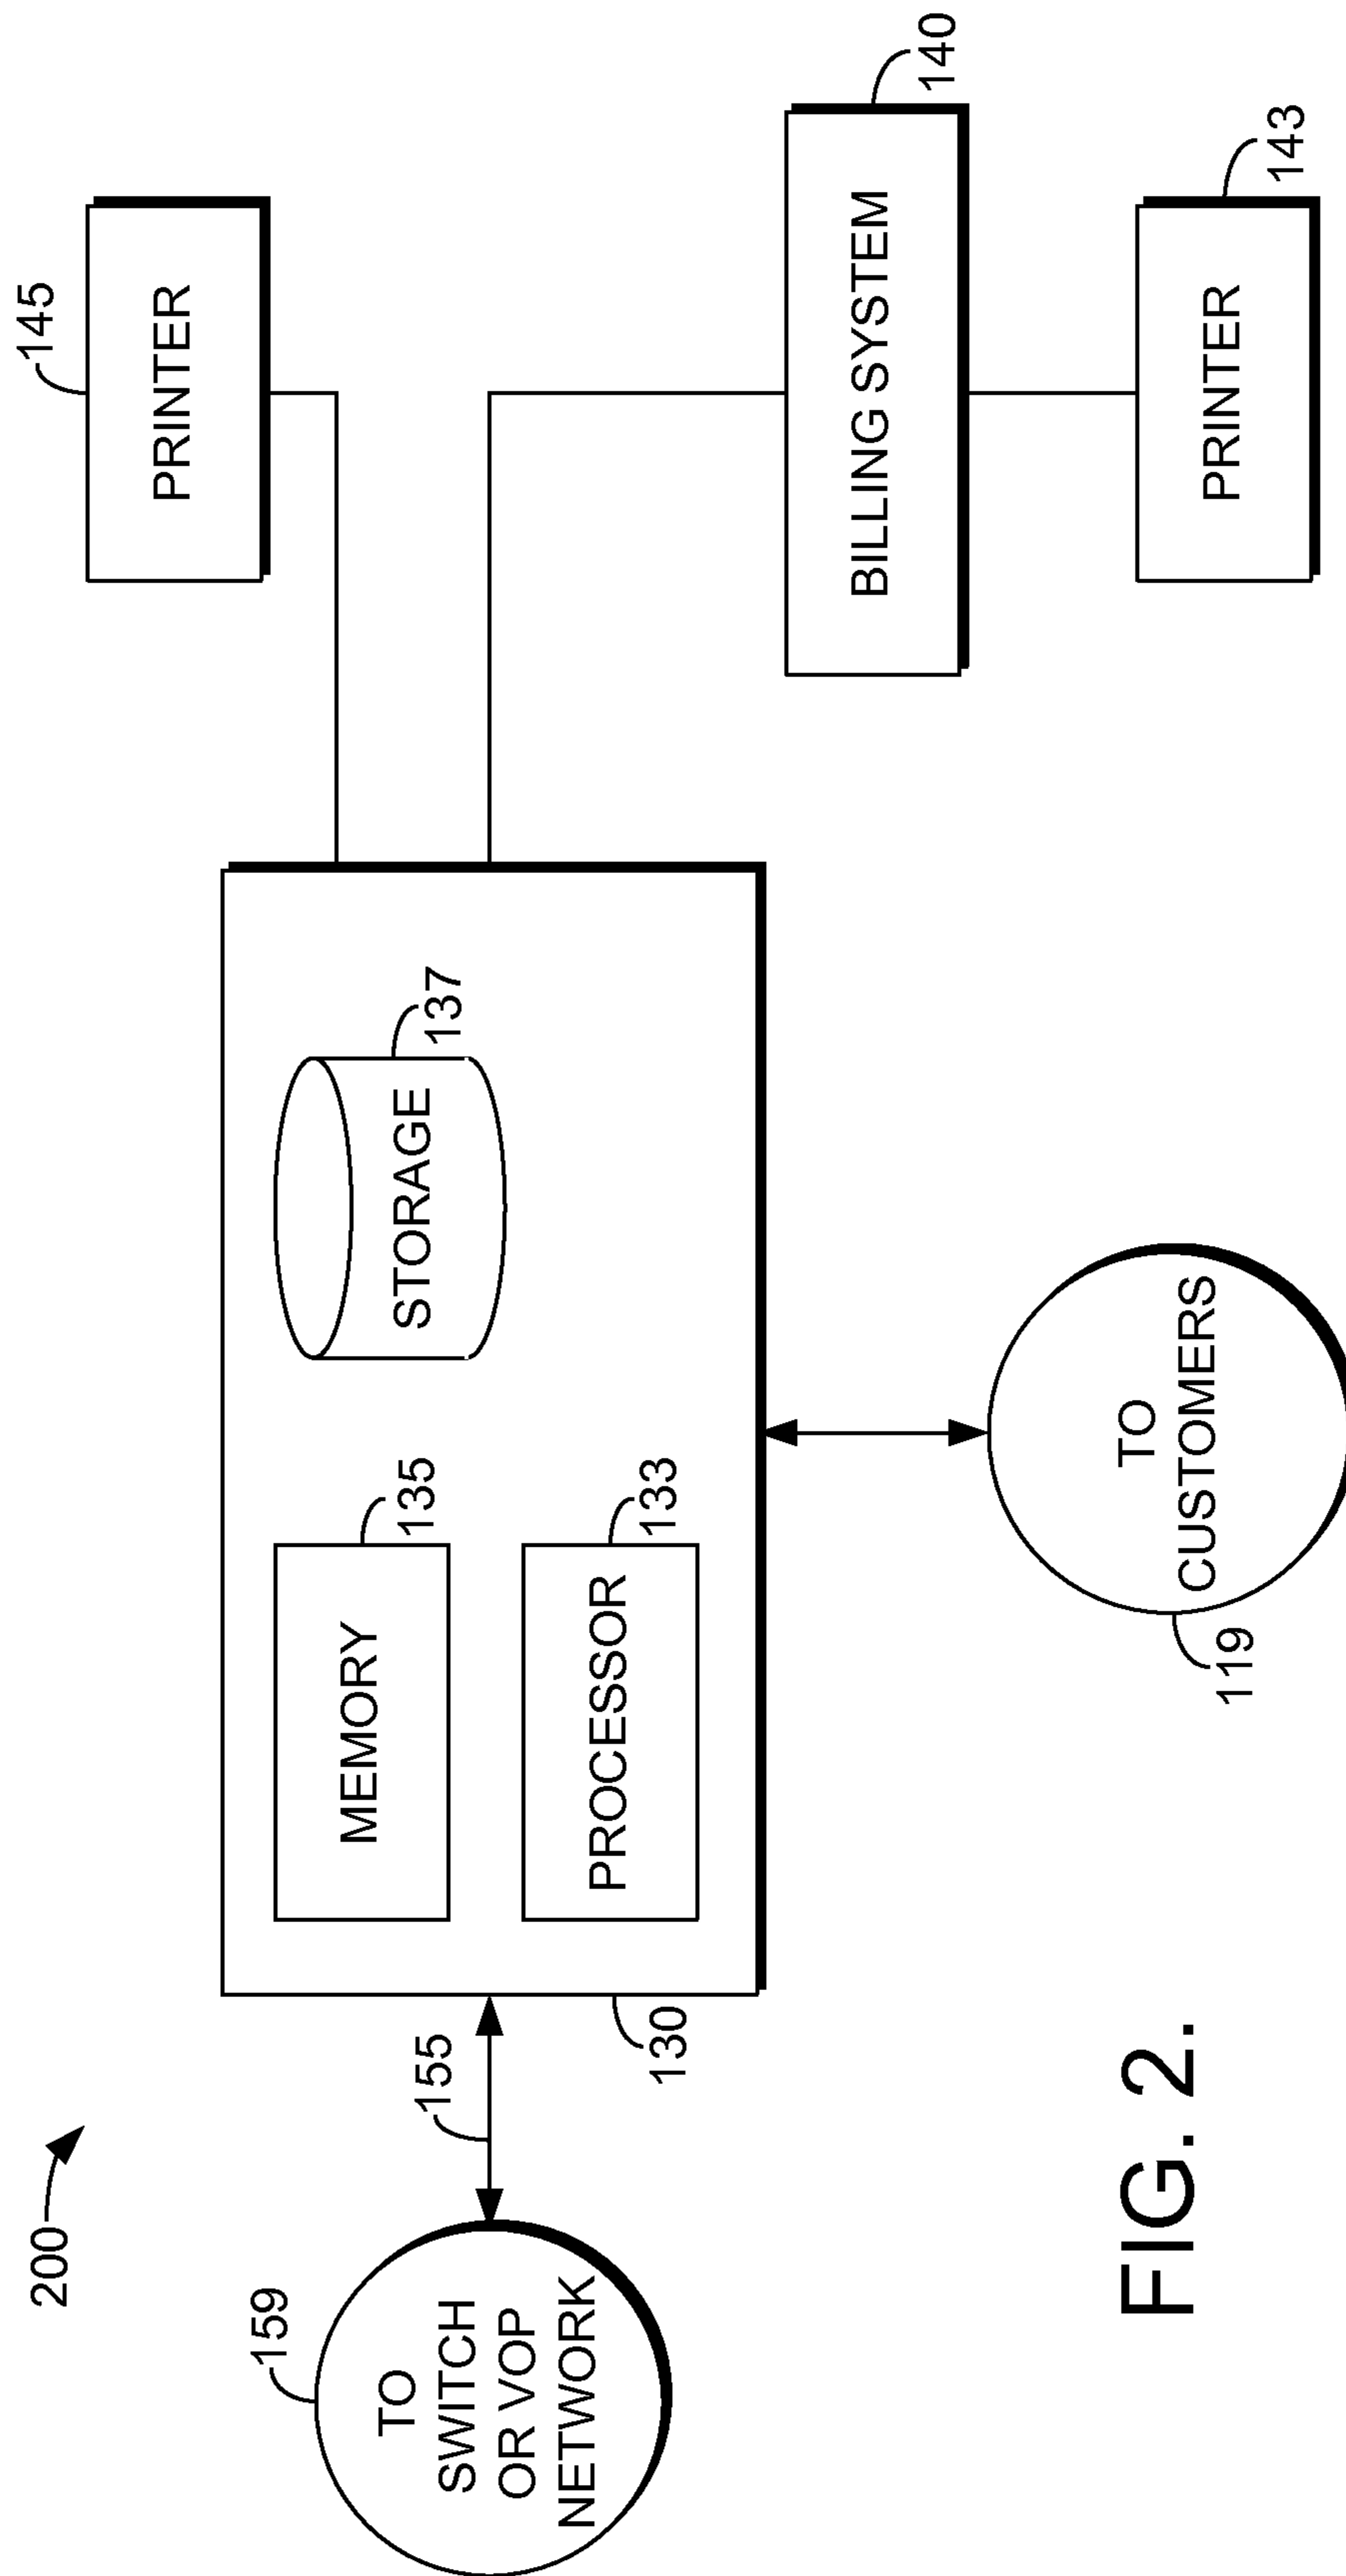 200
159
TO
SWITCH
OR VOP
NETWORK
155
130
MEMORY
135
PROCESSOR
133
STORAGE
137
TO
CUSTOMERS
119
PRINTER
145
BILLING SYSTEM
140
PRINTER
143
FIG. 2.